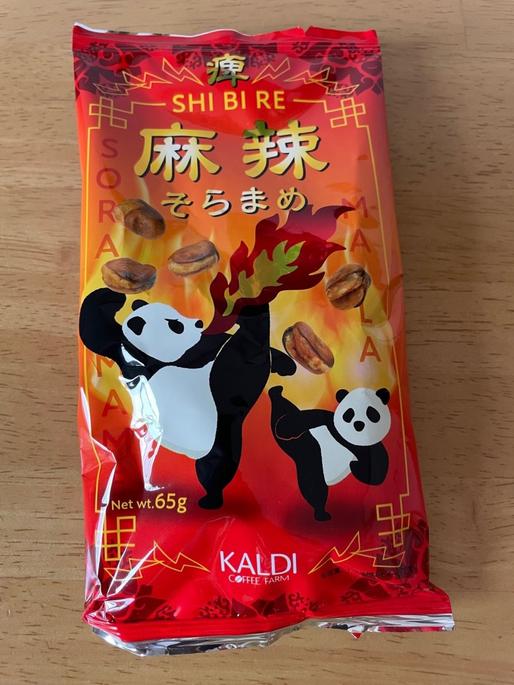 痺
SHI BI RE
麻辣
そらまめ
SORAMAME
MALA
Net wt.65g
KALDI
COFFEE FARM